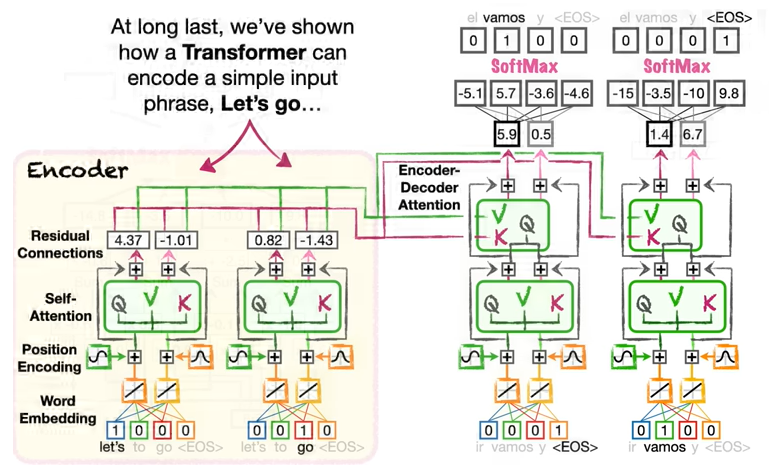 At long last, we've shown
how a Transformer can
encode a simple input
phrase, Let's go...
el vamos y <EOS>
0 1 0 0
SoftMax
-5.1 5.7 -3.6 -4.6
5.9 0.5
el vamos y <EOS>
0 0 0 1
SoftMax
-15 -3.5 -10 9.8
1.4 6.7
Encoder
Encoder-
Decoder
Attention
V
K
Q
V
K
Q
Residual
Connections
4.37 -1.01
0.82 -1.43
+ + + + + + + +
Self-
Attention
Q V K
Q V K
Q V K
Q V K
Position
Encoding
+ + + + + + + +
Word
Embedding
1 0 0 0
let's to go <EOS>
0 0 1 0
let's to go <EOS>
0 0 0 1
ir vamos y <EOS>
0 1 0 0
ir vamos y <EOS>